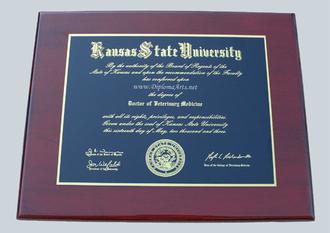 Kansas State University
By the authority of the Board of Regents of the
State of Kansas and upon the recommendation of the Faculty
has conferred upon
www.DiplomaArts.net
the degree of
Doctor of Veterinary Medicine
with all its rights, privileges, and responsibilities.
Given under the seal of Kansas State University
this sixteenth day of May, two thousand and three.